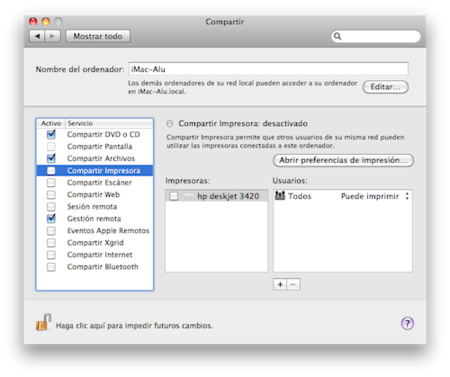 Compartir
Mostrar todo
Nombre del ordenador: iMac-Alu
Los demás ordenadores de su red local pueden acceder a su ordenador
en iMac-Alu.local.
Editar...
Activo Servicio
Compartir DVD o CD
Compartir Pantalla
Compartir Archivos
Compartir Impresora
Compartir Escáner
Compartir Web
Sesión remota
Gestión remota
Eventos Apple Remotos
Compartir Xgrid
Compartir Internet
Compartir Bluetooth
Compartir Impresora: desactivado
Compartir Impresora permite que otros usuarios de su misma red puedan
utilizar las impresoras conectadas a este ordenador.
Abrir preferencias de impresión...
Impresoras:
hp deskjet 3420
Usuarios:
Todos Puede imprimir
+ −
Haga clic aquí para impedir futuros cambios.
?